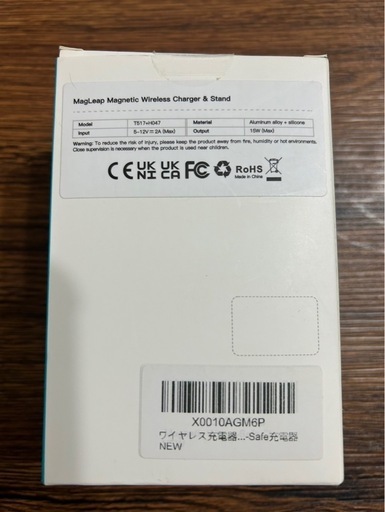 MagLeap Magnetic Wireless Charger & Stand
Model T517+H047 Material Aluminum alloy + silicone
Input 5-12V⎓2A (Max) Output 15W (Max)
Warning: To reduce the risk of injury, please keep the product away from fire, humidity or hot environments.
Close supervision is necessary when the product is used near children.
CE UK NI UK CA FC RoHS
Made in China
X0010AGM6P
ワイヤレス充電器...-Safe充電器
NEW